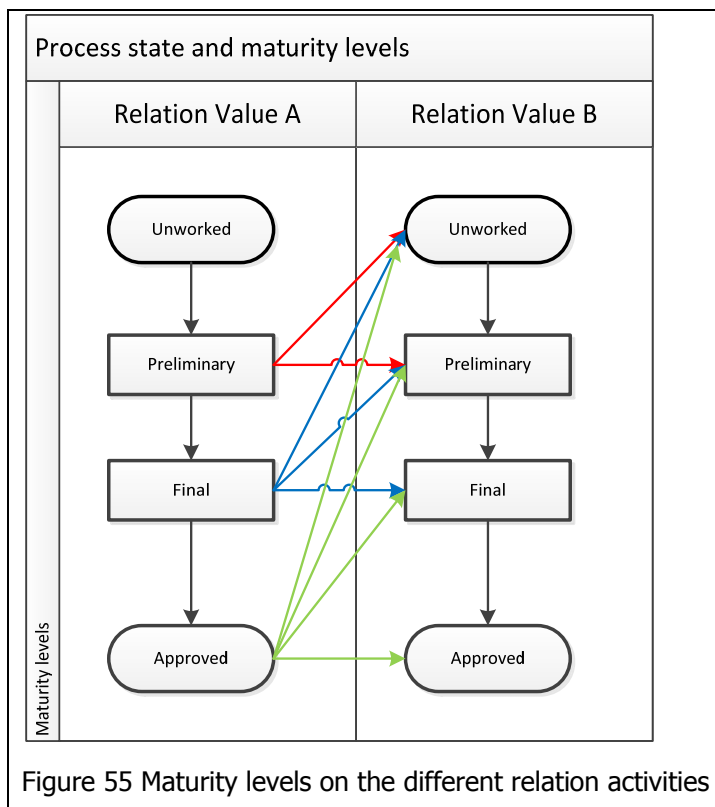 Process state and maturity levels
Relation Value A
Relation Value B
Unworked
Unworked
Preliminary
Preliminary
Final
Final
Approved
Approved
Maturity levels
Figure 55 Maturity levels on the different relation activities